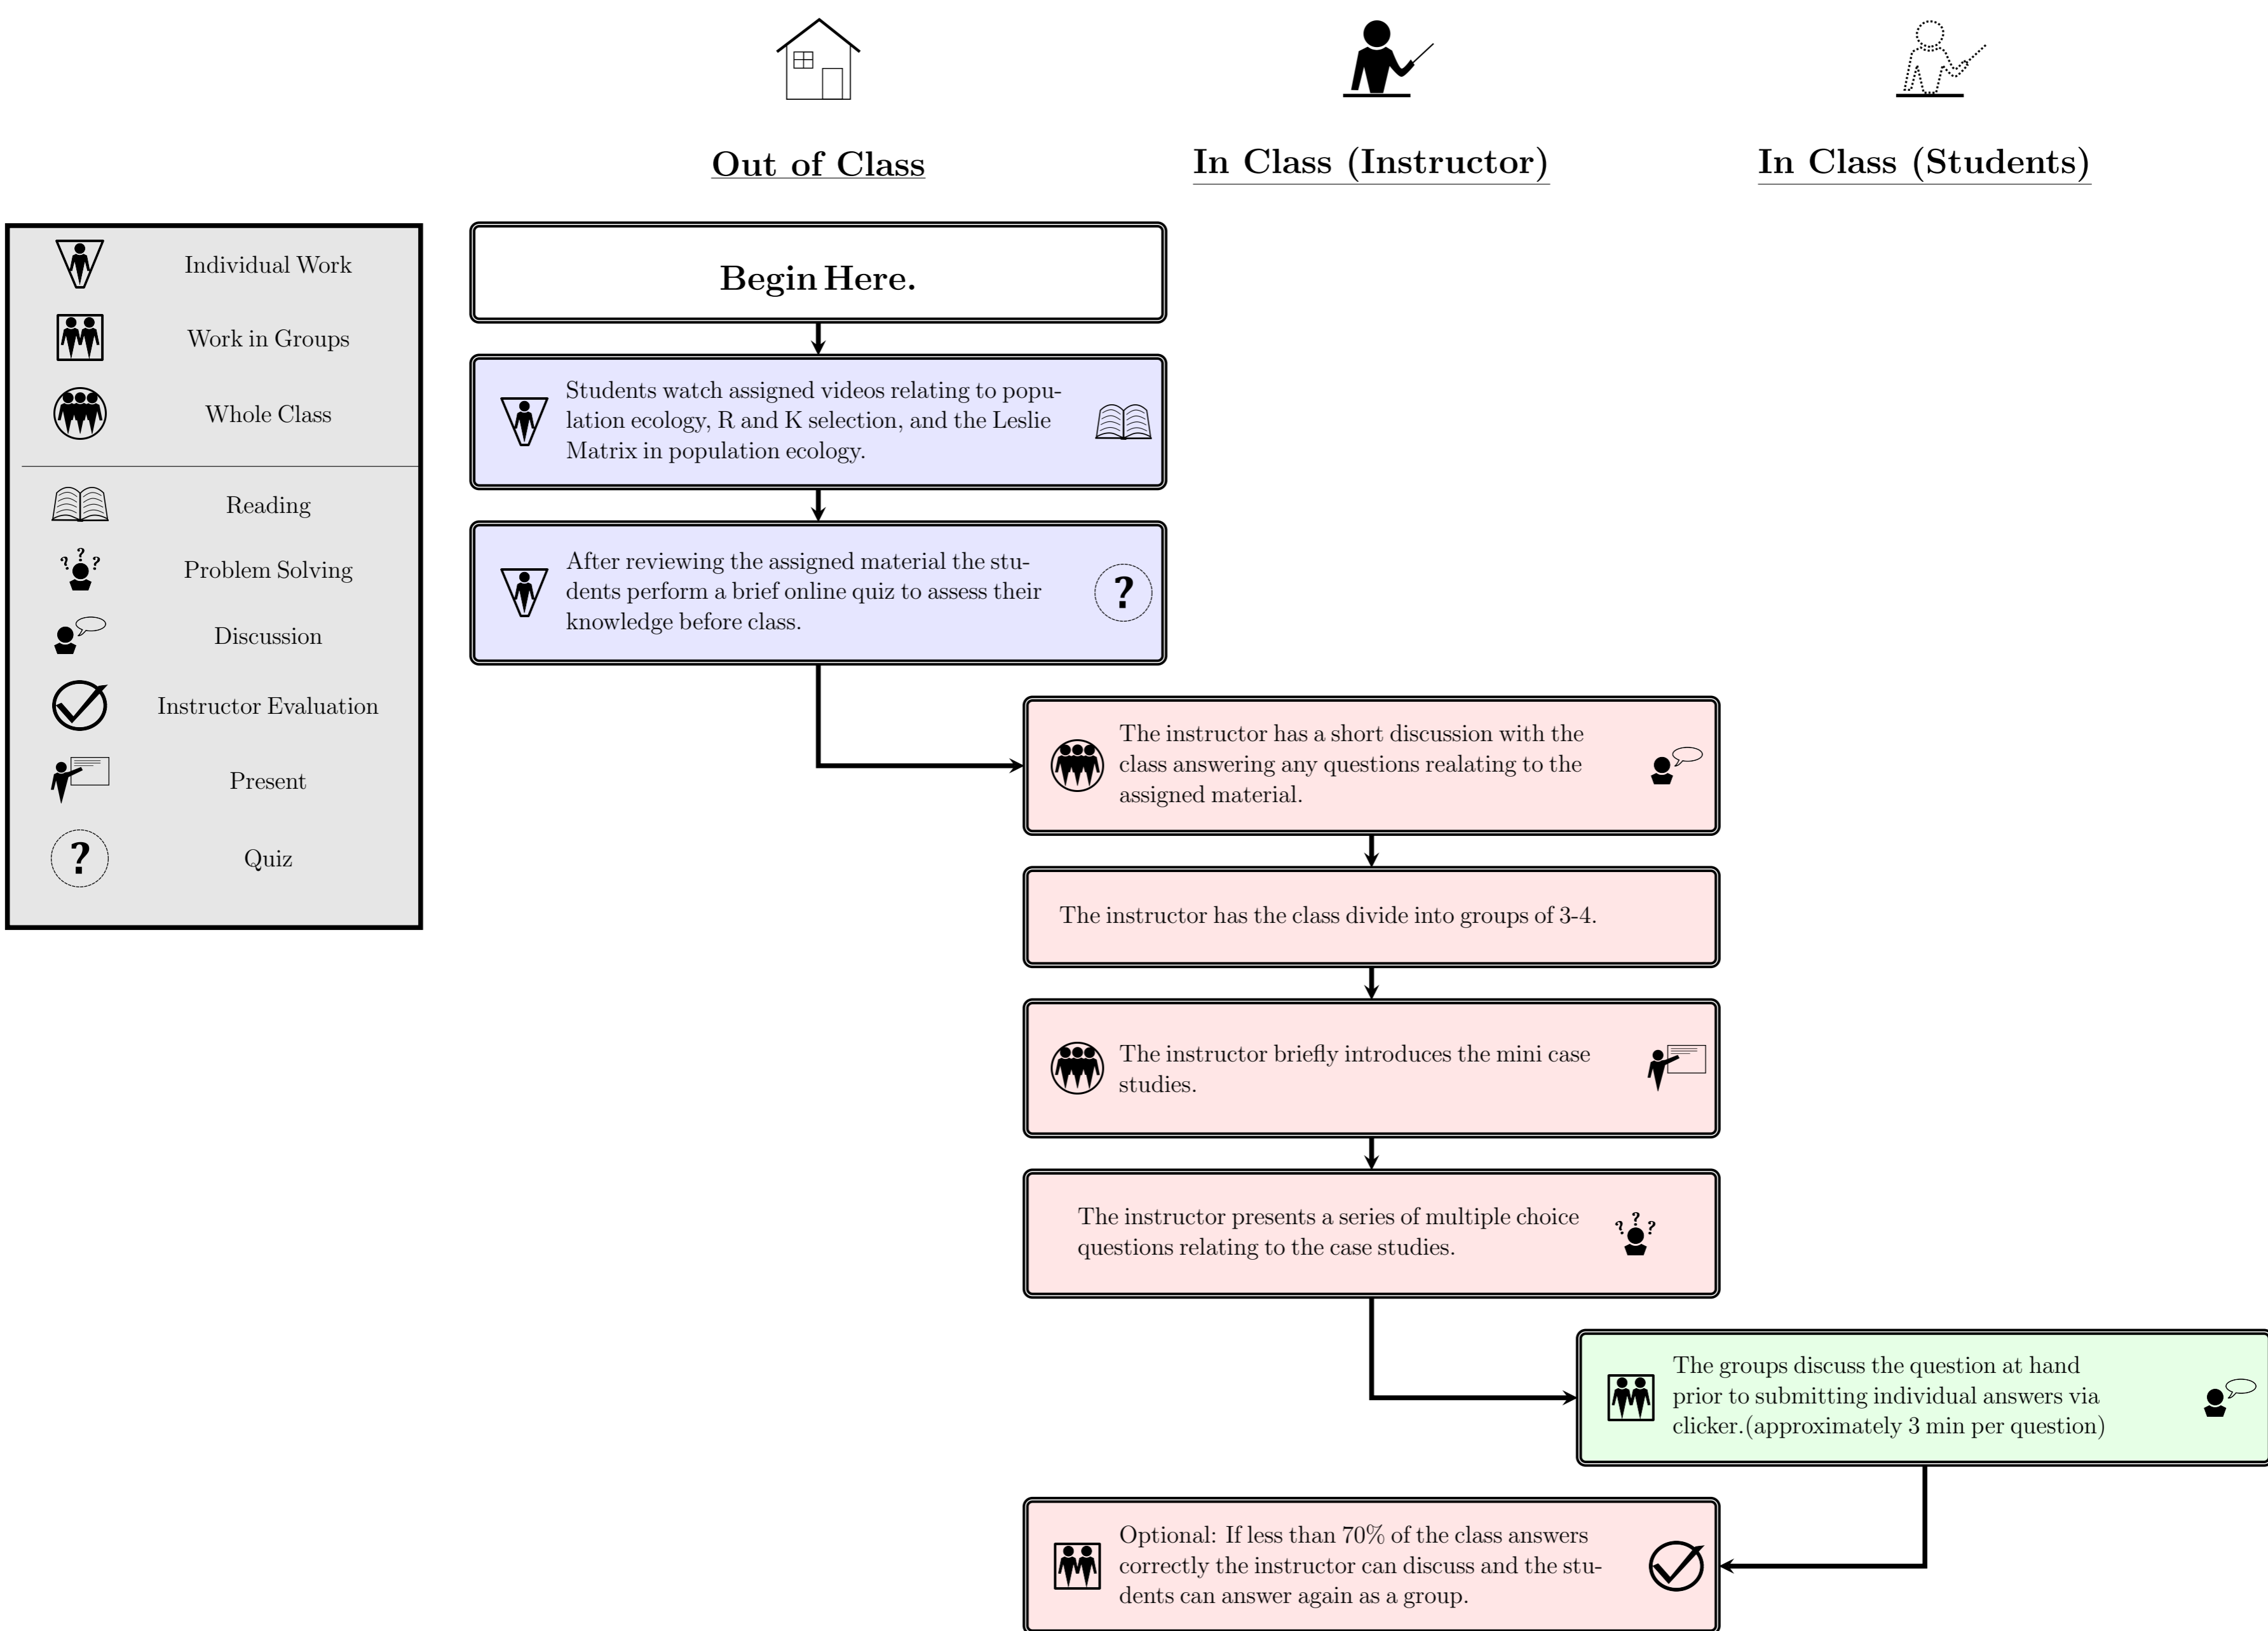 Out of Class
In Class (Instructor)
In Class (Students)
Individual Work
Work in Groups
Whole Class
Reading
Problem Solving
Discussion
Instructor Evaluation
Present
?
Quiz
Begin Here.
Students watch assigned videos relating to popu-
lation ecology, R and K selection, and the Leslie
Matrix in population ecology.
After reviewing the assigned material the stu-
dents perform a brief online quiz to assess their
knowledge before class.
?
The instructor has a short discussion with the
class answering any questions realating to the
assigned material.
The instructor has the class divide into groups of 3-4.
The instructor briefly introduces the mini case
studies.
The instructor presents a series of multiple choice
questions relating to the case studies.
The groups discuss the question at hand
prior to submitting individual answers via
clicker.(approximately 3 min per question)
Optional: If less than 70% of the class answers
correctly the instructor can discuss and the stu-
dents can answer again as a group.